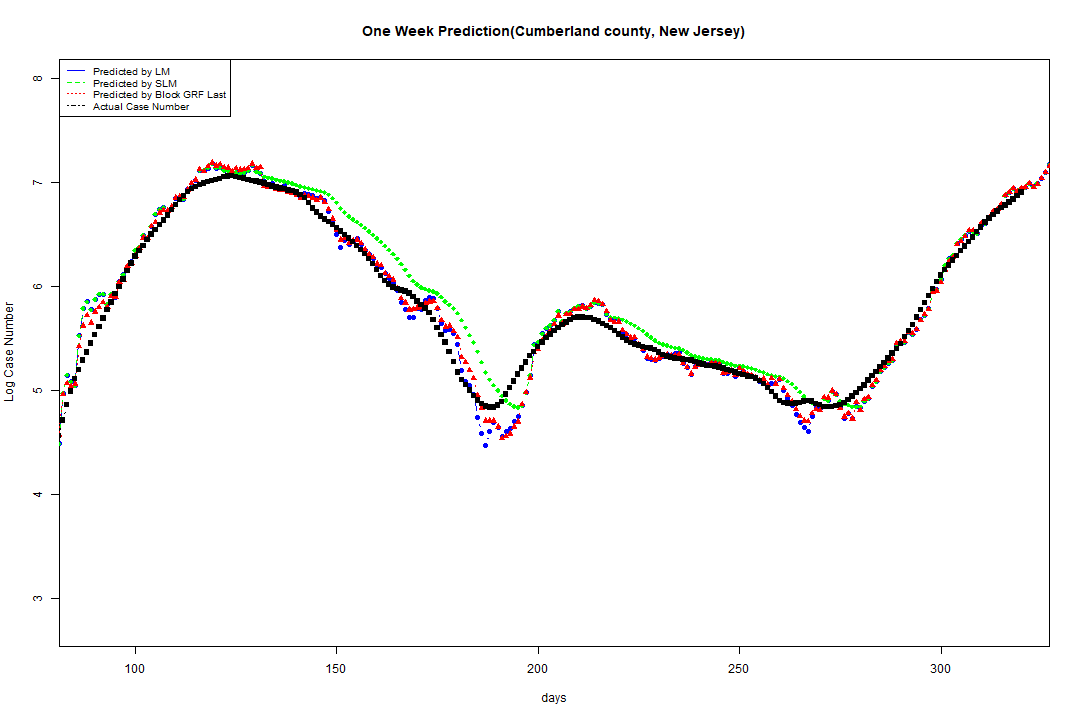 One Week Prediction(Cumberland county, New Jersey)
Predicted by LM
Predicted by SLM
Predicted by Block GRF Last
Actual Case Number
8
7
6
5
4
3
Log Case Number
100 150 200 250 300
days